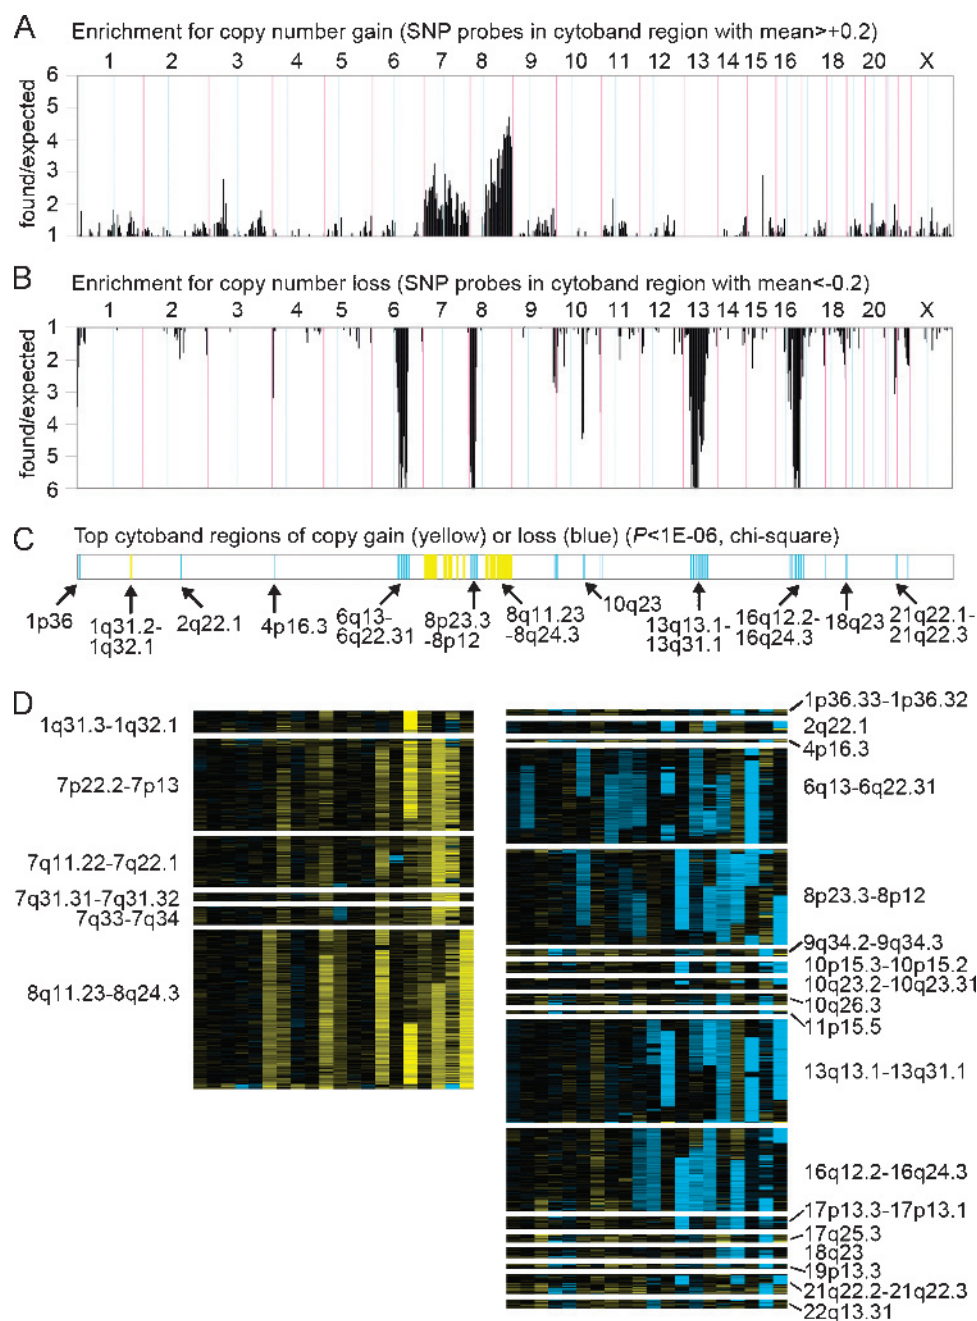 A Enrichment for copy number gain (SNP probes in cytoband region with mean>+0.2)
1 2 3 4 5 6 7 8 9 10 11 12 13 14 15 16 18 20 X
found/expected
6
5
4
3
2
1
B Enrichment for copy number loss (SNP probes in cytoband region with mean<-0.2)
1 2 3 4 5 6 7 8 9 10 11 12 13 14 15 16 18 20 X
found/expected
1
2
3
4
5
6
C Top cytoband regions of copy gain (yellow) or loss (blue) (P<1E-06, chi-square)
1p36
1q31.2-
1q32.1
2q22.1
4p16.3
6q13-
6q22.31
8p23.3
-8p12
8q11.23
-8q24.3
10q23
13q13.1-
13q31.1
16q12.2-
16q24.3
18q23
21q22.1-
21q22.3
D
1q31.3-1q32.1
7p22.2-7p13
7q11.22-7q22.1
7q31.31-7q31.32
7q33-7q34
8q11.23-8q24.3
1p36.33-1p36.32
2q22.1
4p16.3
6q13-6q22.31
8p23.3-8p12
9q34.2-9q34.3
10p15.3-10p15.2
10q23.2-10q23.31
10q26.3
11p15.5
13q13.1-13q31.1
16q12.2-16q24.3
17p13.3-17p13.1
17q25.3
18q23
19p13.3
21q22.2-21q22.3
22q13.31